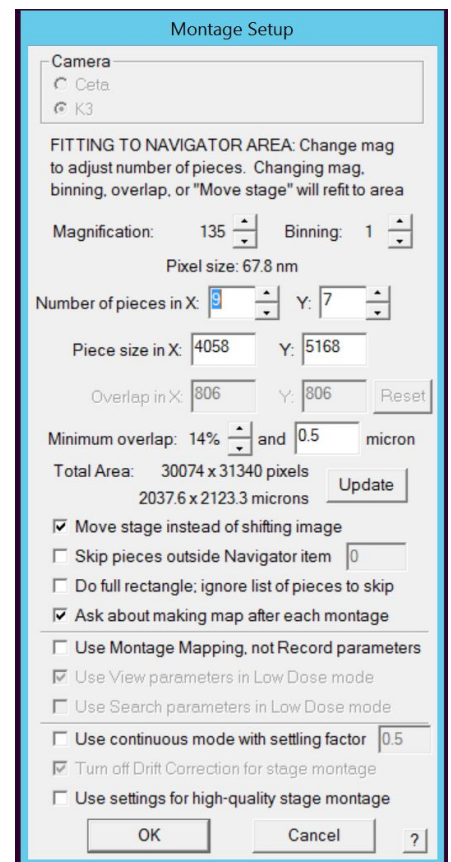 Montage Setup
Camera
Ceta
K3
FITTING TO NAVIGATOR AREA: Change mag
to adjust number of pieces. Changing mag,
binning, overlap, or "Move stage" will refit to area
Magnification: 135 Binning: 1
Pixel size: 67.8 nm
Number of pieces in X: 9 Y: 7
Piece size in X: 4058 Y: 5168
Overlap in X: 806 Y: 806 Reset
Minimum overlap: 14% and 0.5 micron
Total Area: 30074 x 31340 pixels
2037.6 x 2123.3 microns Update
Move stage instead of shifting image
Skip pieces outside Navigator item 0
Do full rectangle; ignore list of pieces to skip
Ask about making map after each montage
Use Montage Mapping, not Record parameters
Use View parameters in Low Dose mode
Use Search parameters in Low Dose mode
Use continuous mode with settling factor 0.5
Turn off Drift Correction for stage montage
Use settings for high-quality stage montage
OK Cancel ?